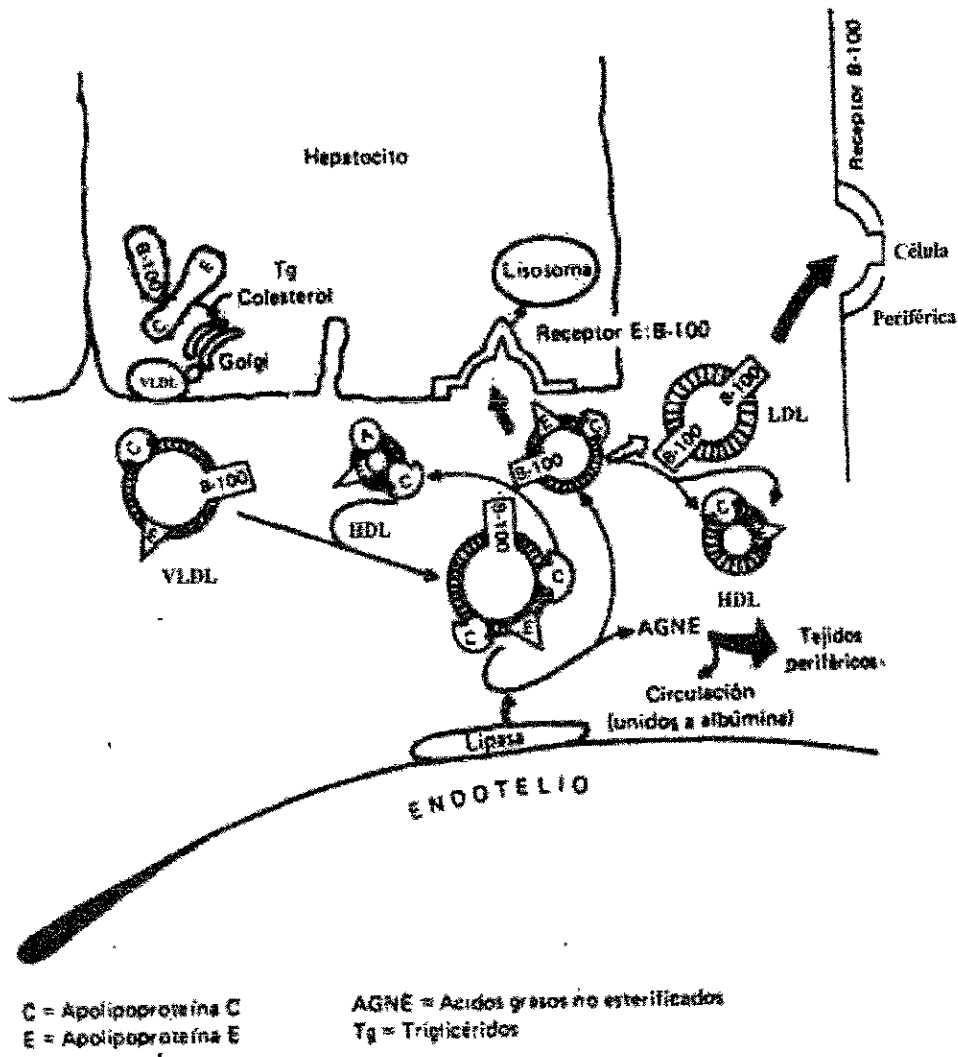 Receptor B-100
Hepatocito
B-100
E
C
Tg
Colesterol
Golgi
VLDL
Lisosoma
Receptor E:B-100
Célula
Periférica
LDL
B-100
B-100
C
B-100
E
VLDL
A
C
HDL
E
C
B-100
B-100
C
E
C
C
HDL
AGNE
Tejidos
periféricos
Circulación
(unidos a albúmina)
Lipasa
ENDOTELIO
C = Apolipoproteína C
E = Apolipoproteína E
AGNE = Acidos grasos no esterificados
Tg = Triglicéridos